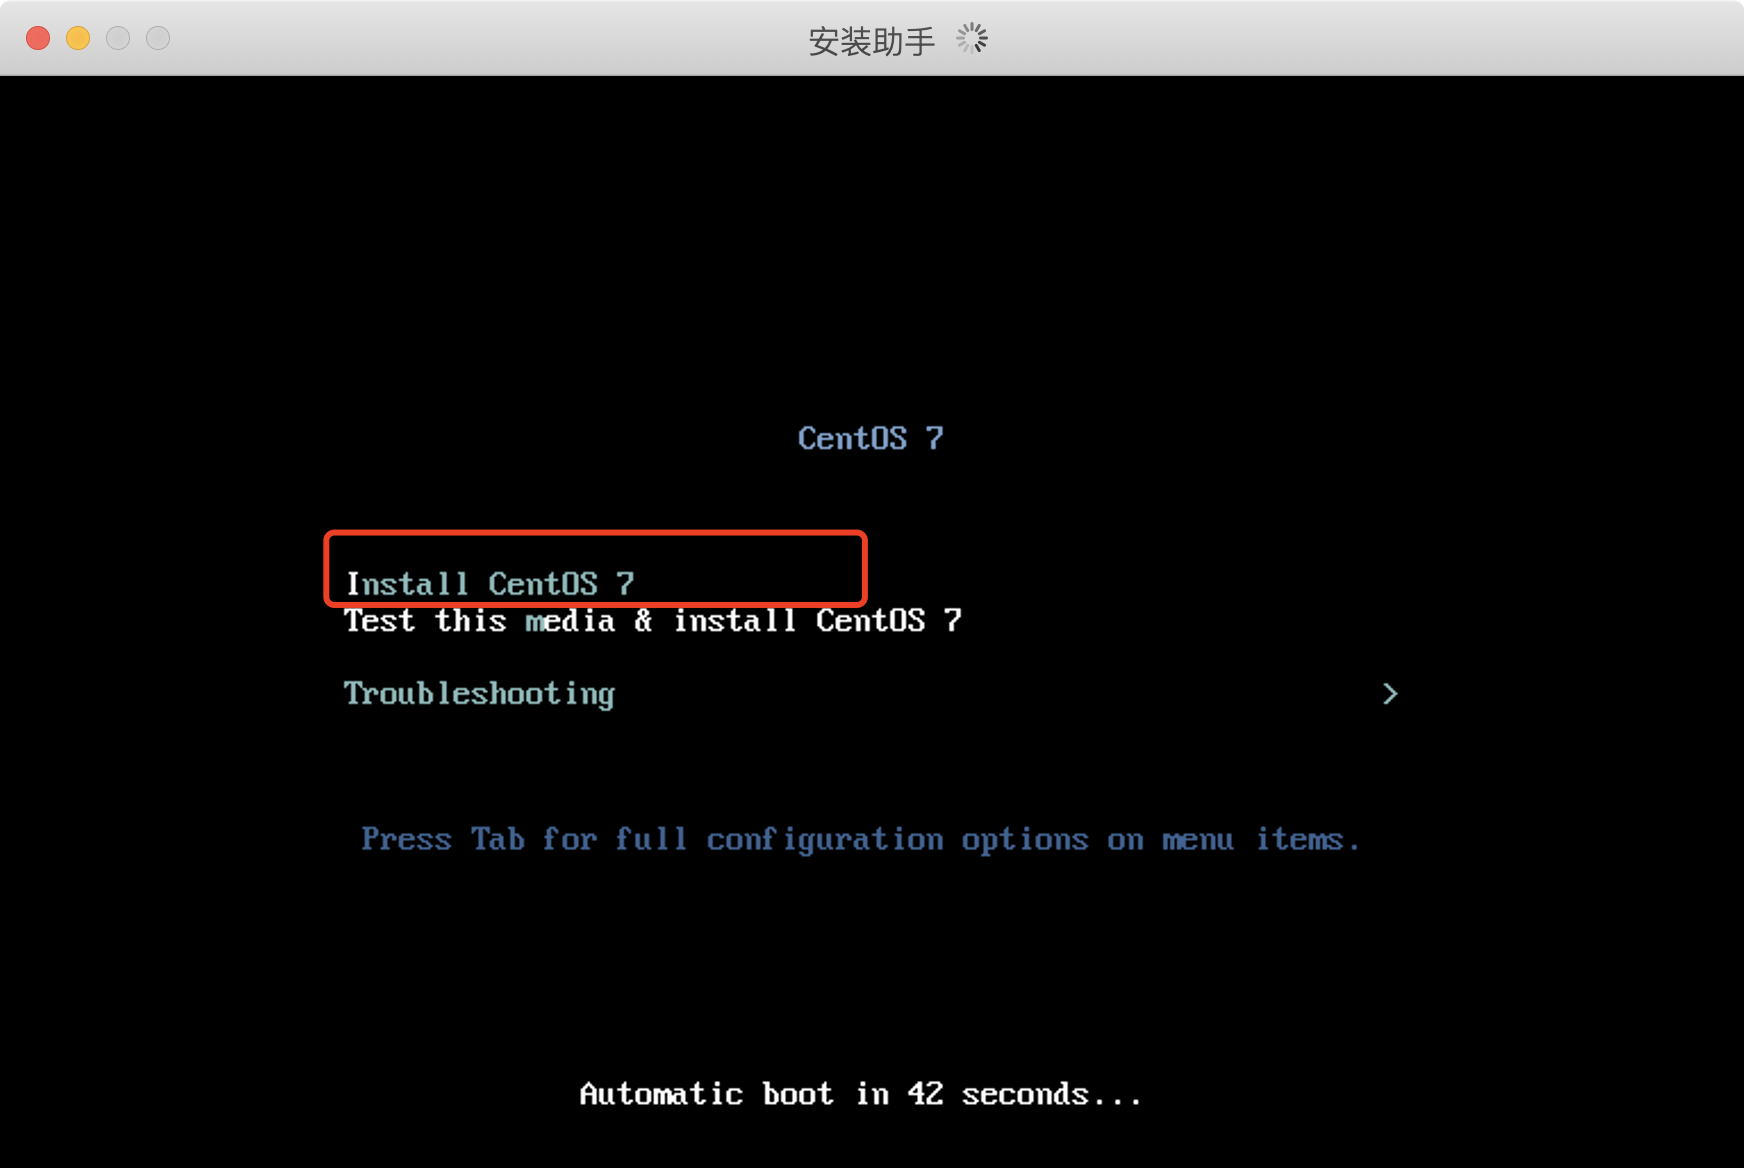 安装助手
CentOS 7
Install CentOS 7
Test this media & install CentOS 7
Troubleshooting >
Press Tab for full configuration options on menu items.
Automatic boot in 42 seconds...